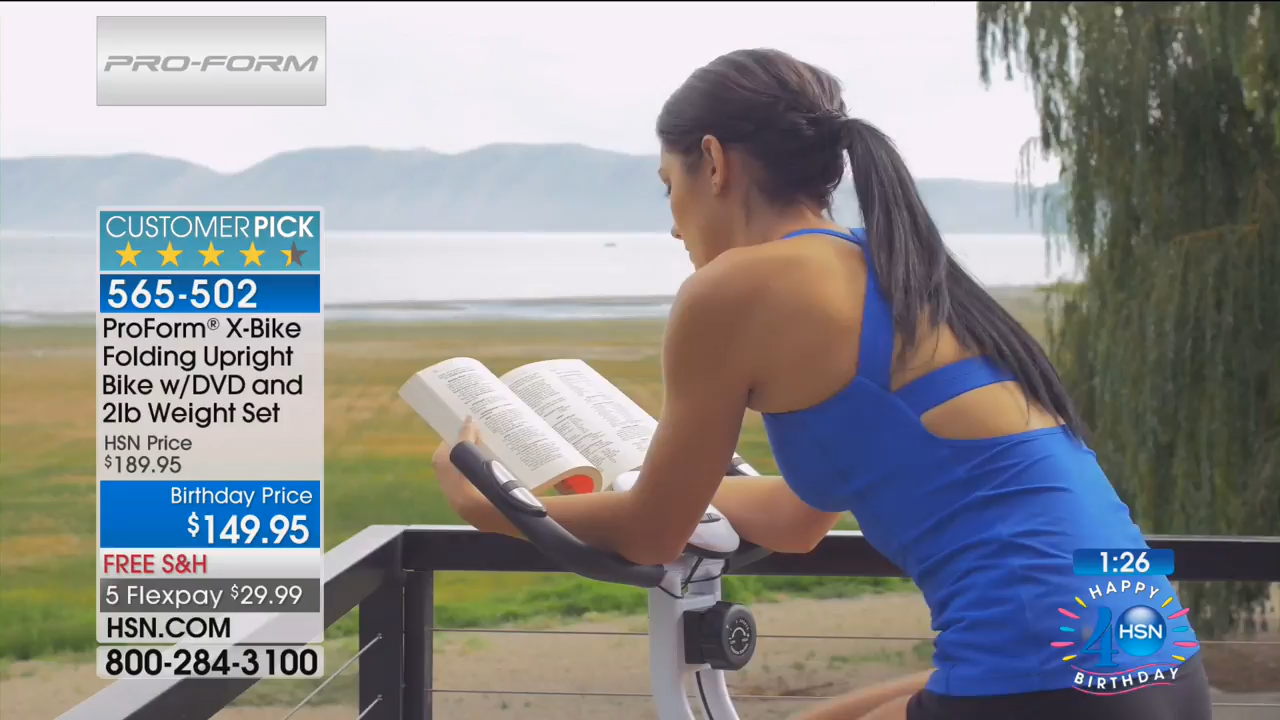 PRO-FORM
CUSTOMER PICK
565-502
ProForm® X-Bike
Folding Upright
Bike w/DVD and
2lb Weight Set
HSN Price
$189.95
Birthday Price
$149.95
FREE S&H
5 Flexpay $29.99
HSN.COM
800-284-3100
1:26
HAPPY
40
HSN
BIRTHDAY